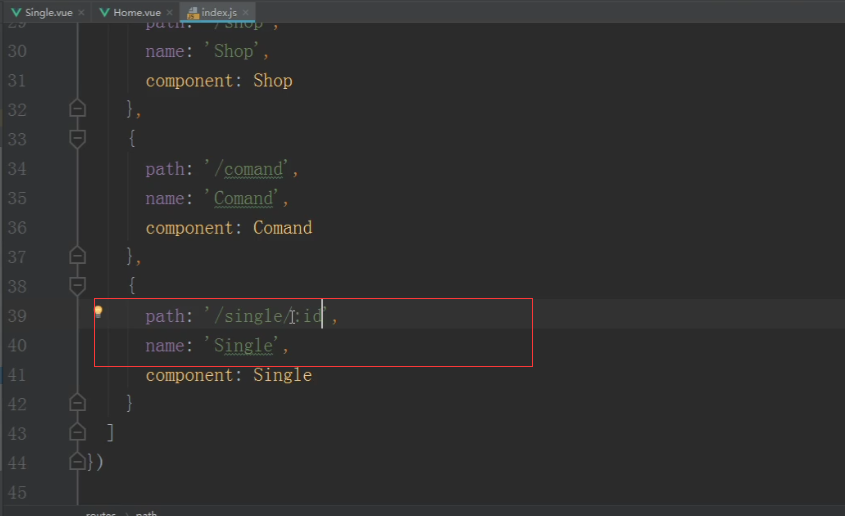 Single.vue × Home.vue × index.js ×
29 path: '/shop',
30 name: 'Shop',
31 component: Shop
32 },
33 {
34 path: '/comand',
35 name: 'Comand',
36 component: Comand
37 },
38 {
39 path: '/single/:id',
40 name: 'Single',
41 component: Single
42 }
43 ]
44 })
45
routes › path